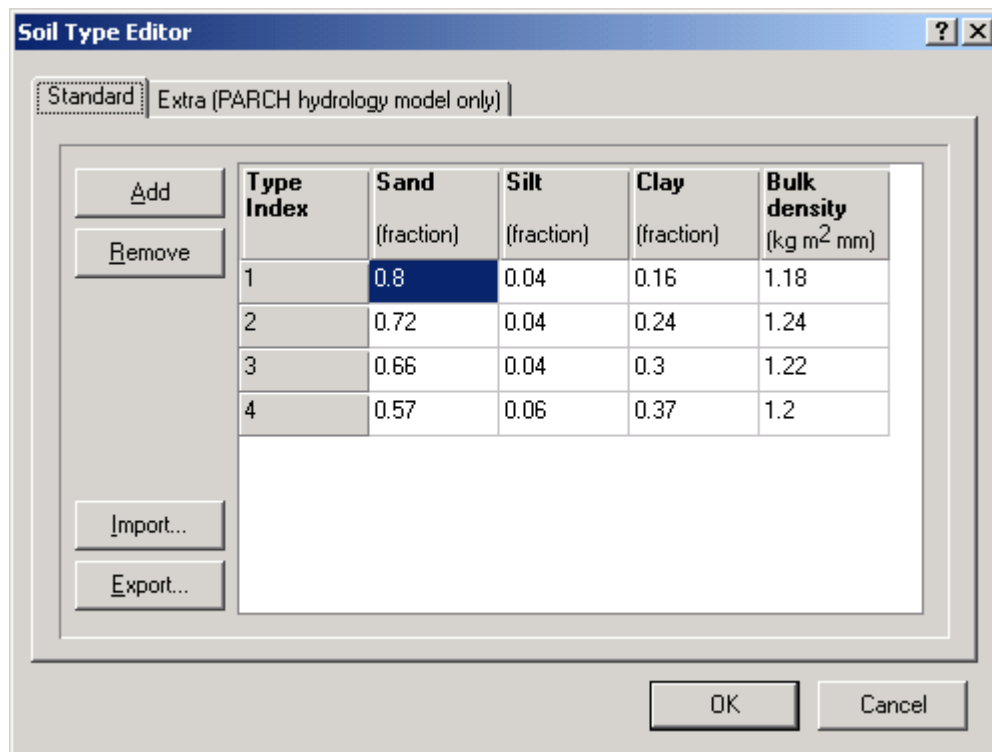 Soil Type Editor
Standard
Extra (PARCH hydrology model only)
Add
Remove
Import...
Export...
Type Index Sand (fraction) Silt (fraction) Clay (fraction) Bulk density (kg m2 mm)
1 0.8 0.04 0.16 1.18
2 0.72 0.04 0.24 1.24
3 0.66 0.04 0.3 1.22
4 0.57 0.06 0.37 1.2
OK
Cancel